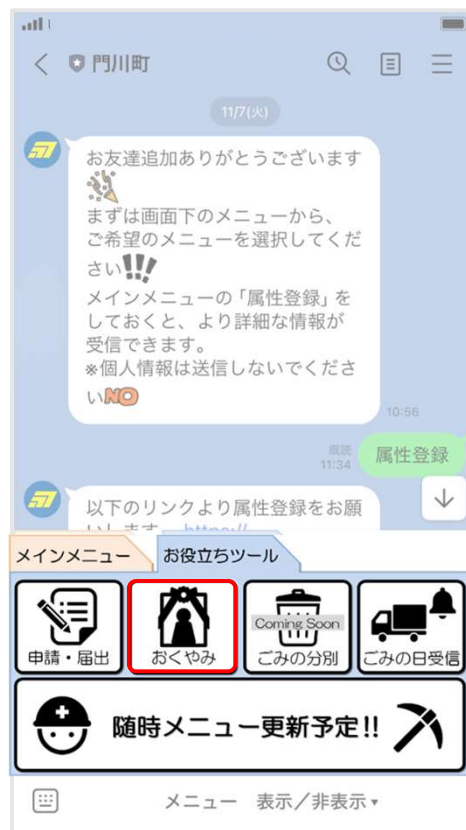 門川町
11/7(火)
お友達追加ありがとうございます
まずは画面下のメニューから、
ご希望のメニューを選択してくだ
さい!!!
メインメニューの「属性登録」を
しておくと、より詳細な情報が
受信できます。
※個人情報は送信しないでくださ
いNO
10:56
既読
11:34
属性登録
以下のリンクより属性登録をお願
いします。 https://
メインメニュー
お役立ちツール
申請・届出
おくやみ
Coming Soon
ごみの分別
ごみの日受信
随時メニュー更新予定!!
メニュー 表示/非表示▾